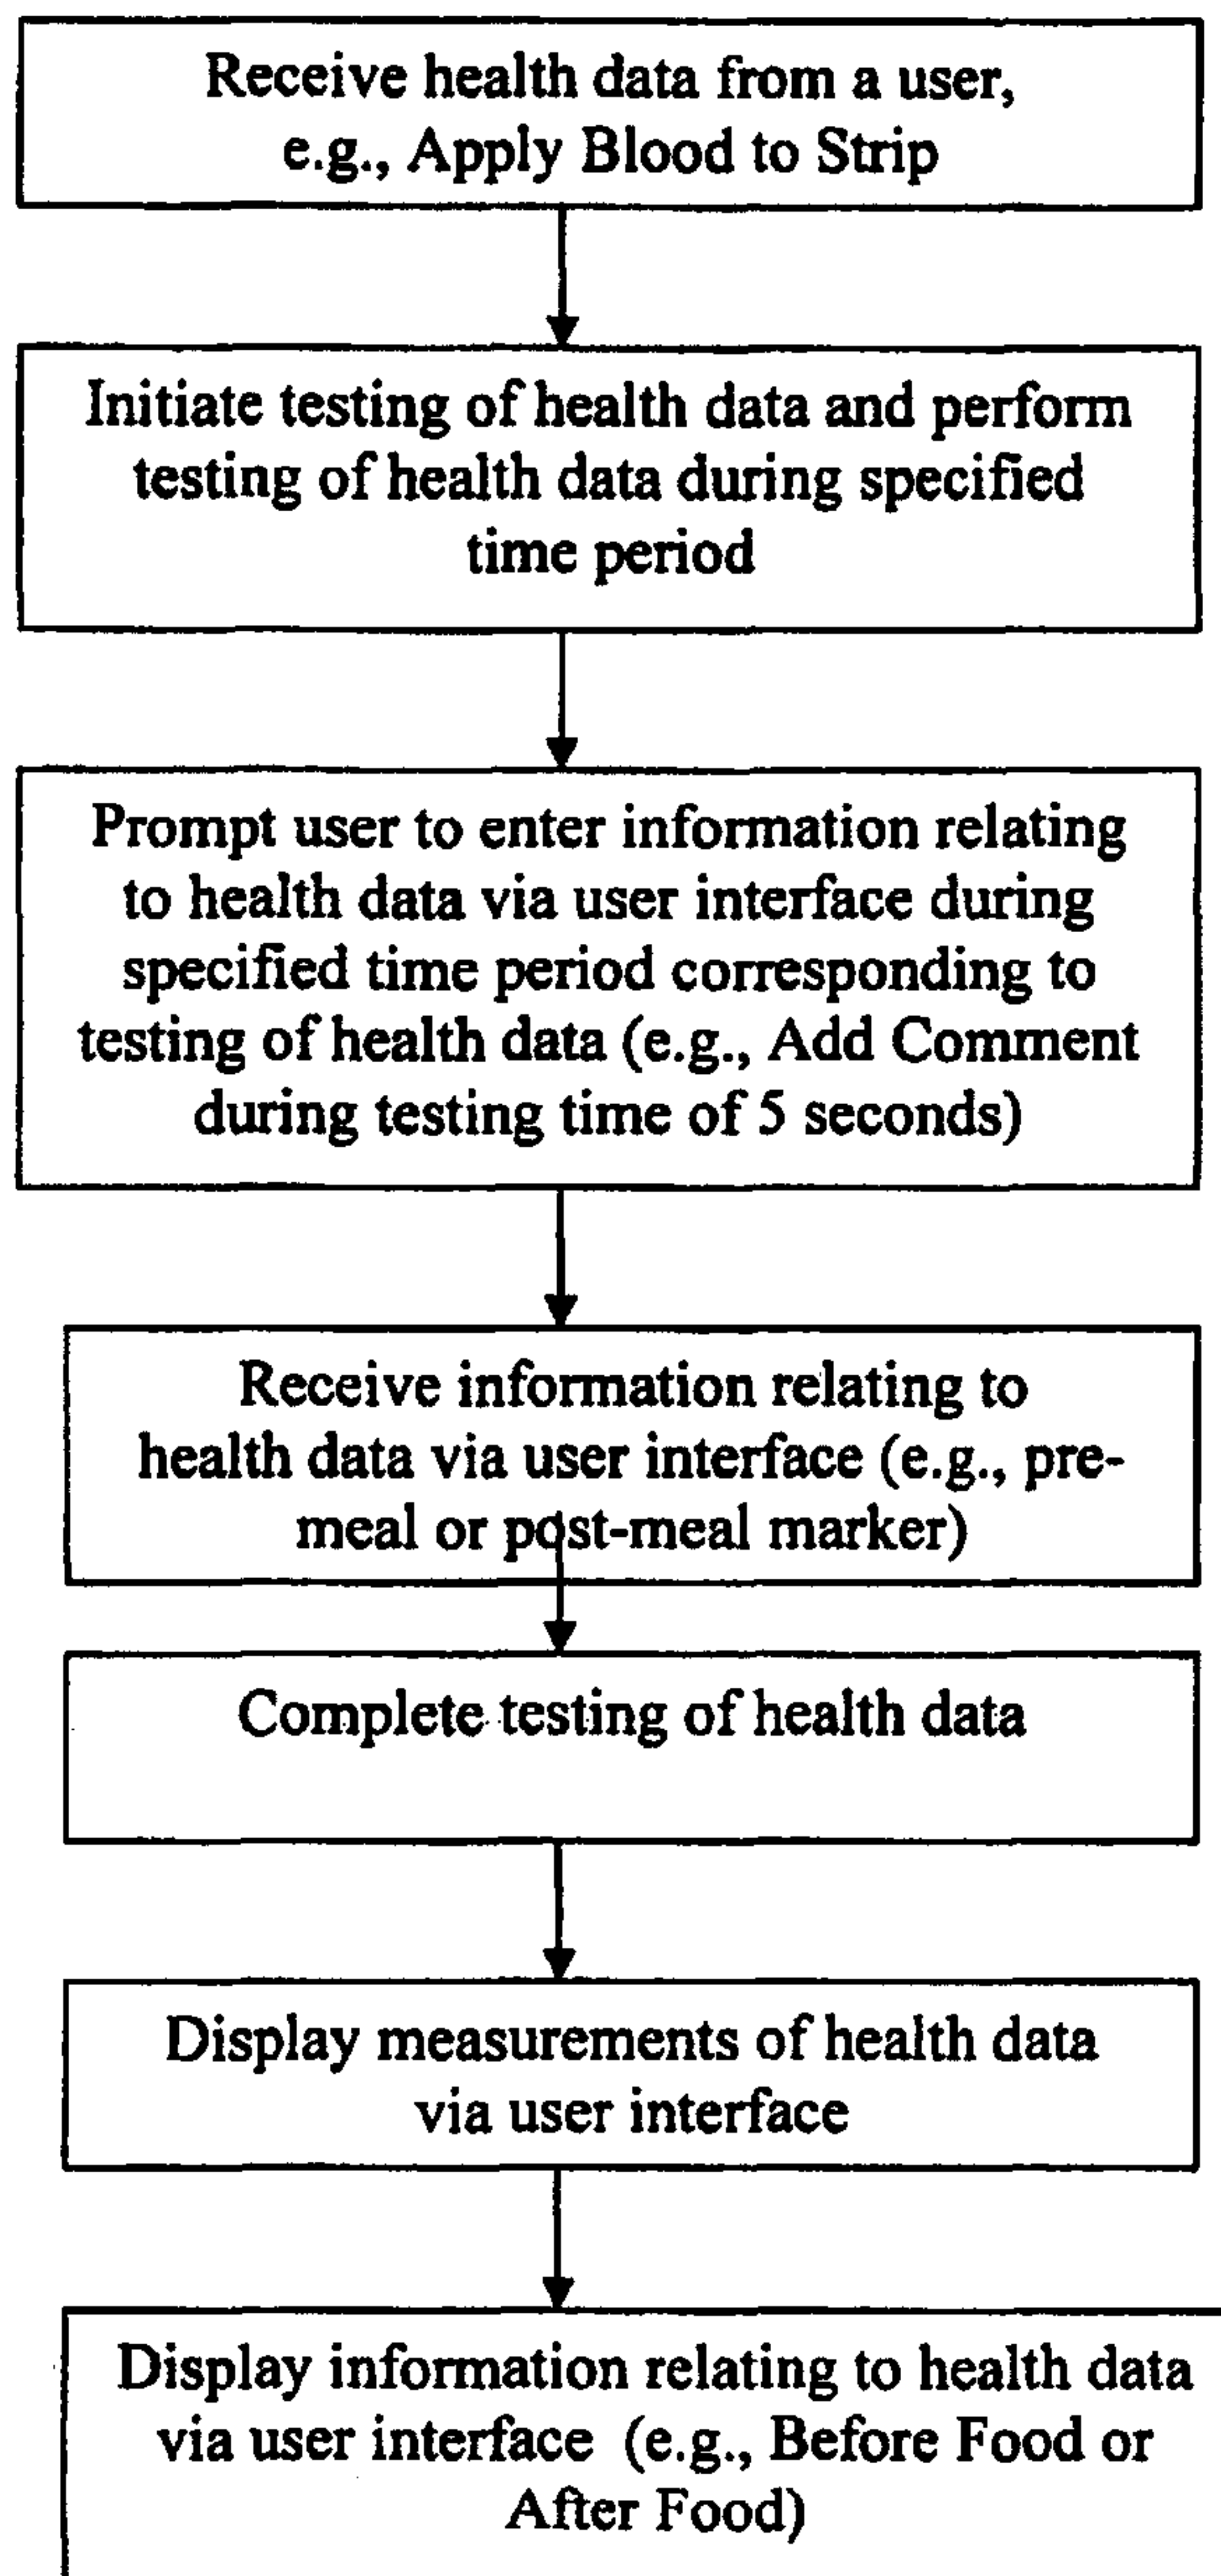 Receive health data from a user,
e.g., Apply Blood to Strip
Initiate testing of health data and perform
testing of health data during specified
time period
Prompt user to enter information relating
to health data via user interface during
specified time period corresponding to
testing of health data (e.g., Add Comment
during testing time of 5 seconds)
Receive information relating to
health data via user interface (e.g., pre-
meal or post-meal marker)
Complete testing of health data
Display measurements of health data
via user interface
Display information relating to health data
via user interface (e.g., Before Food or
After Food)